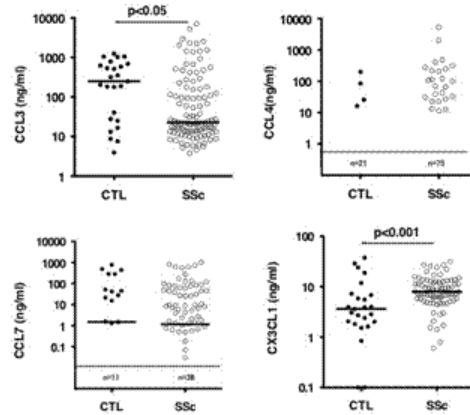 p<0.05
CCL3 (ng/ml)
10000
1000
100
10
1
CTL
SSc
CCL4(ng/ml)
10000
1000
100
10
1
n=21
n=75
CTL
SSc
CCL7 (ng/ml)
10000
1000
100
10
1
0.1
n=11
n=38
CTL
SSc
p<0.001
CX3CL1 (ng/ml)
100
10
1
0.1
CTL
SSc